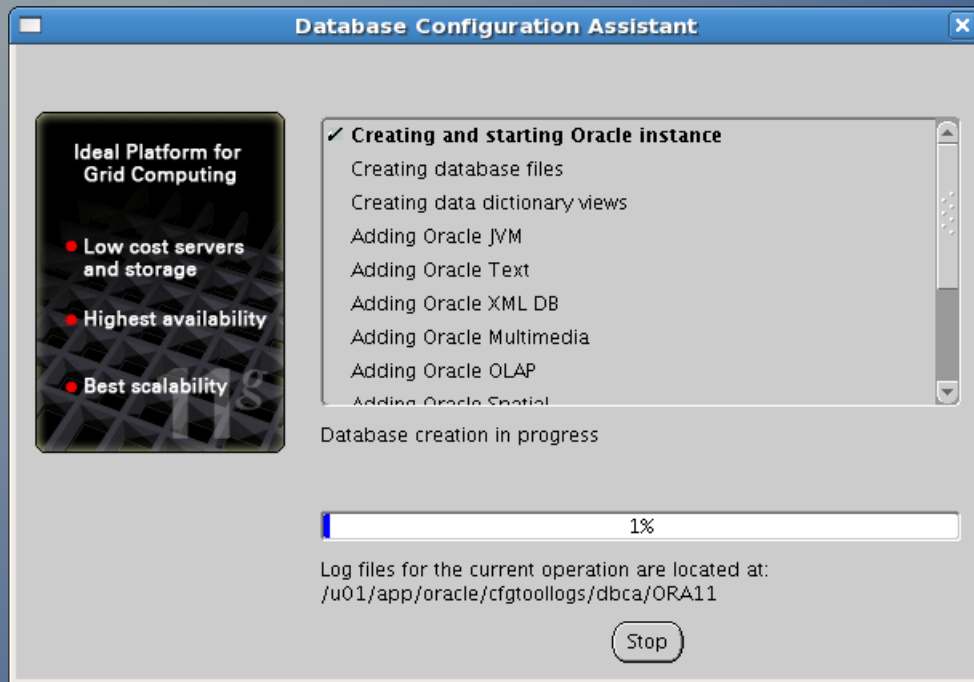 Database Configuration Assistant
Ideal Platform for
Grid Computing
Low cost servers
and storage
Highest availability
Best scalability
11g
Creating and starting Oracle instance
Creating database files
Creating data dictionary views
Adding Oracle JVM
Adding Oracle Text
Adding Oracle XML DB
Adding Oracle Multimedia
Adding Oracle OLAP
Adding Oracle Spatial
Database creation in progress
1%
Log files for the current operation are located at:
/u01/app/oracle/cfgtoollogs/dbca/ORA11
Stop